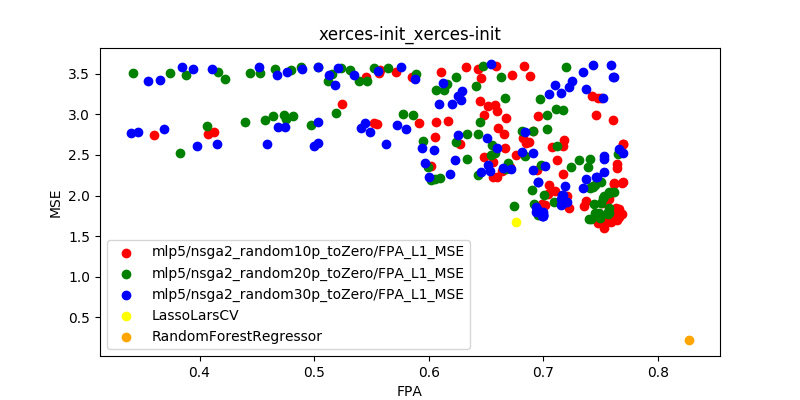 xerces-init_xerces-init
3.5
3.0
2.5
2.0
1.5
1.0
0.5
MSE
mlp5/nsga2_random10p_toZero/FPA_L1_MSE
mlp5/nsga2_random20p_toZero/FPA_L1_MSE
mlp5/nsga2_random30p_toZero/FPA_L1_MSE
LassoLarsCV
RandomForestRegressor
0.4 0.5 0.6 0.7 0.8
FPA